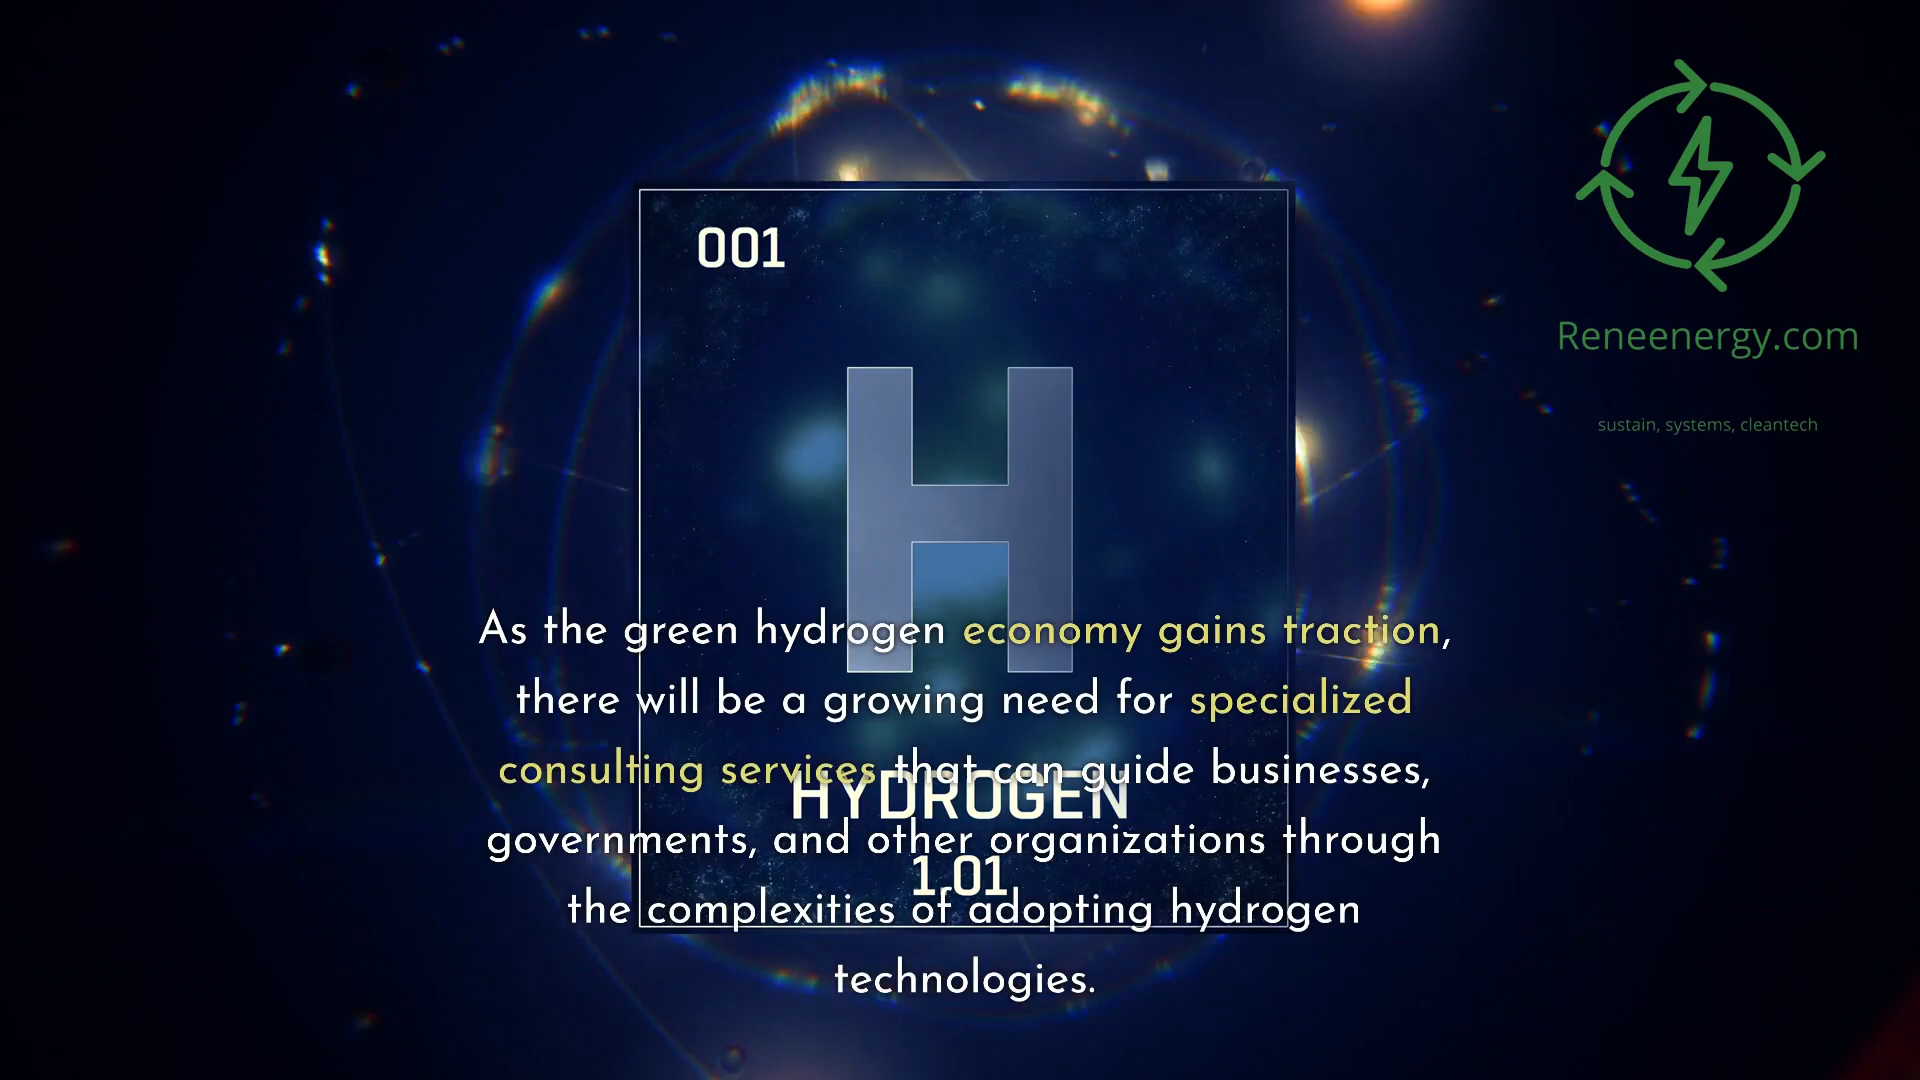 001
H
Reneenergy.com
sustain, systems, cleantech
As the green hydrogen economy gains traction,
there will be a growing need for specialized
consulting services that can guide businesses,
HYDROGEN
governments, and other organizations through
1.01
the complexities of adopting hydrogen
technologies.